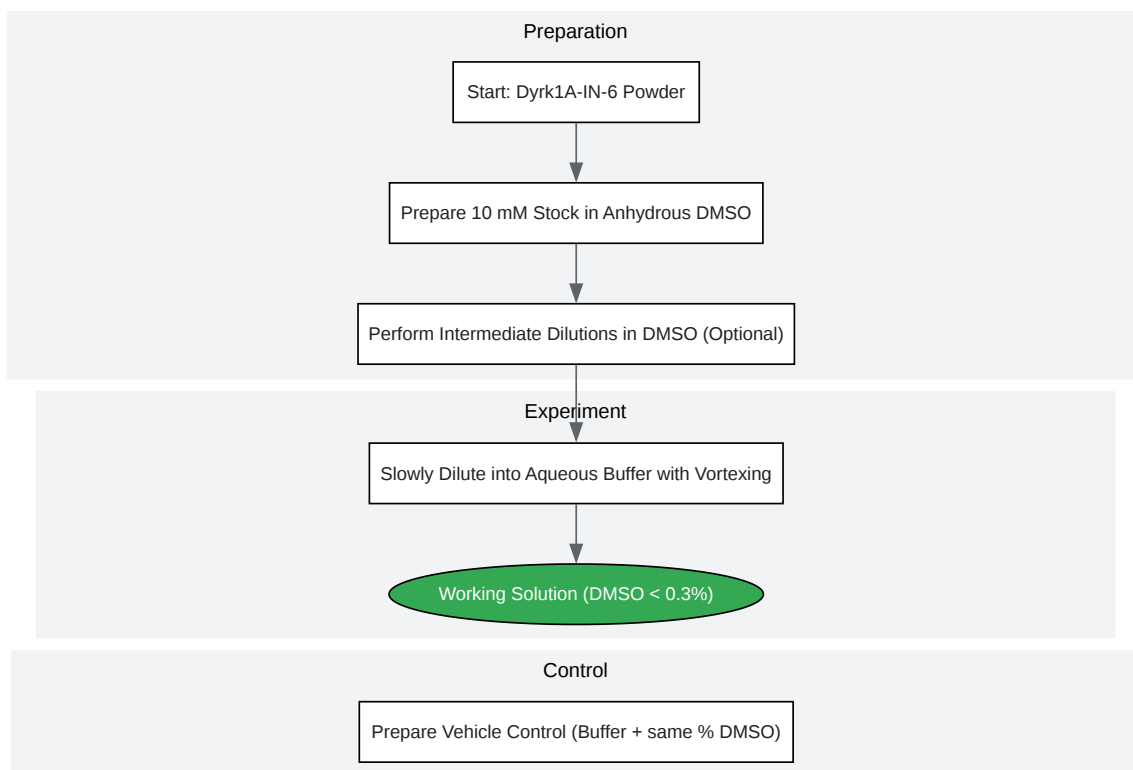 Preparation
Start: Dyrk1A-IN-6 Powder
Prepare 10 mM Stock in Anhydrous DMSO
Perform Intermediate Dilutions in DMSO (Optional)
Experiment
Slowly Dilute into Aqueous Buffer with Vortexing
Working Solution (DMSO < 0.3%)
Control
Prepare Vehicle Control (Buffer + same % DMSO)